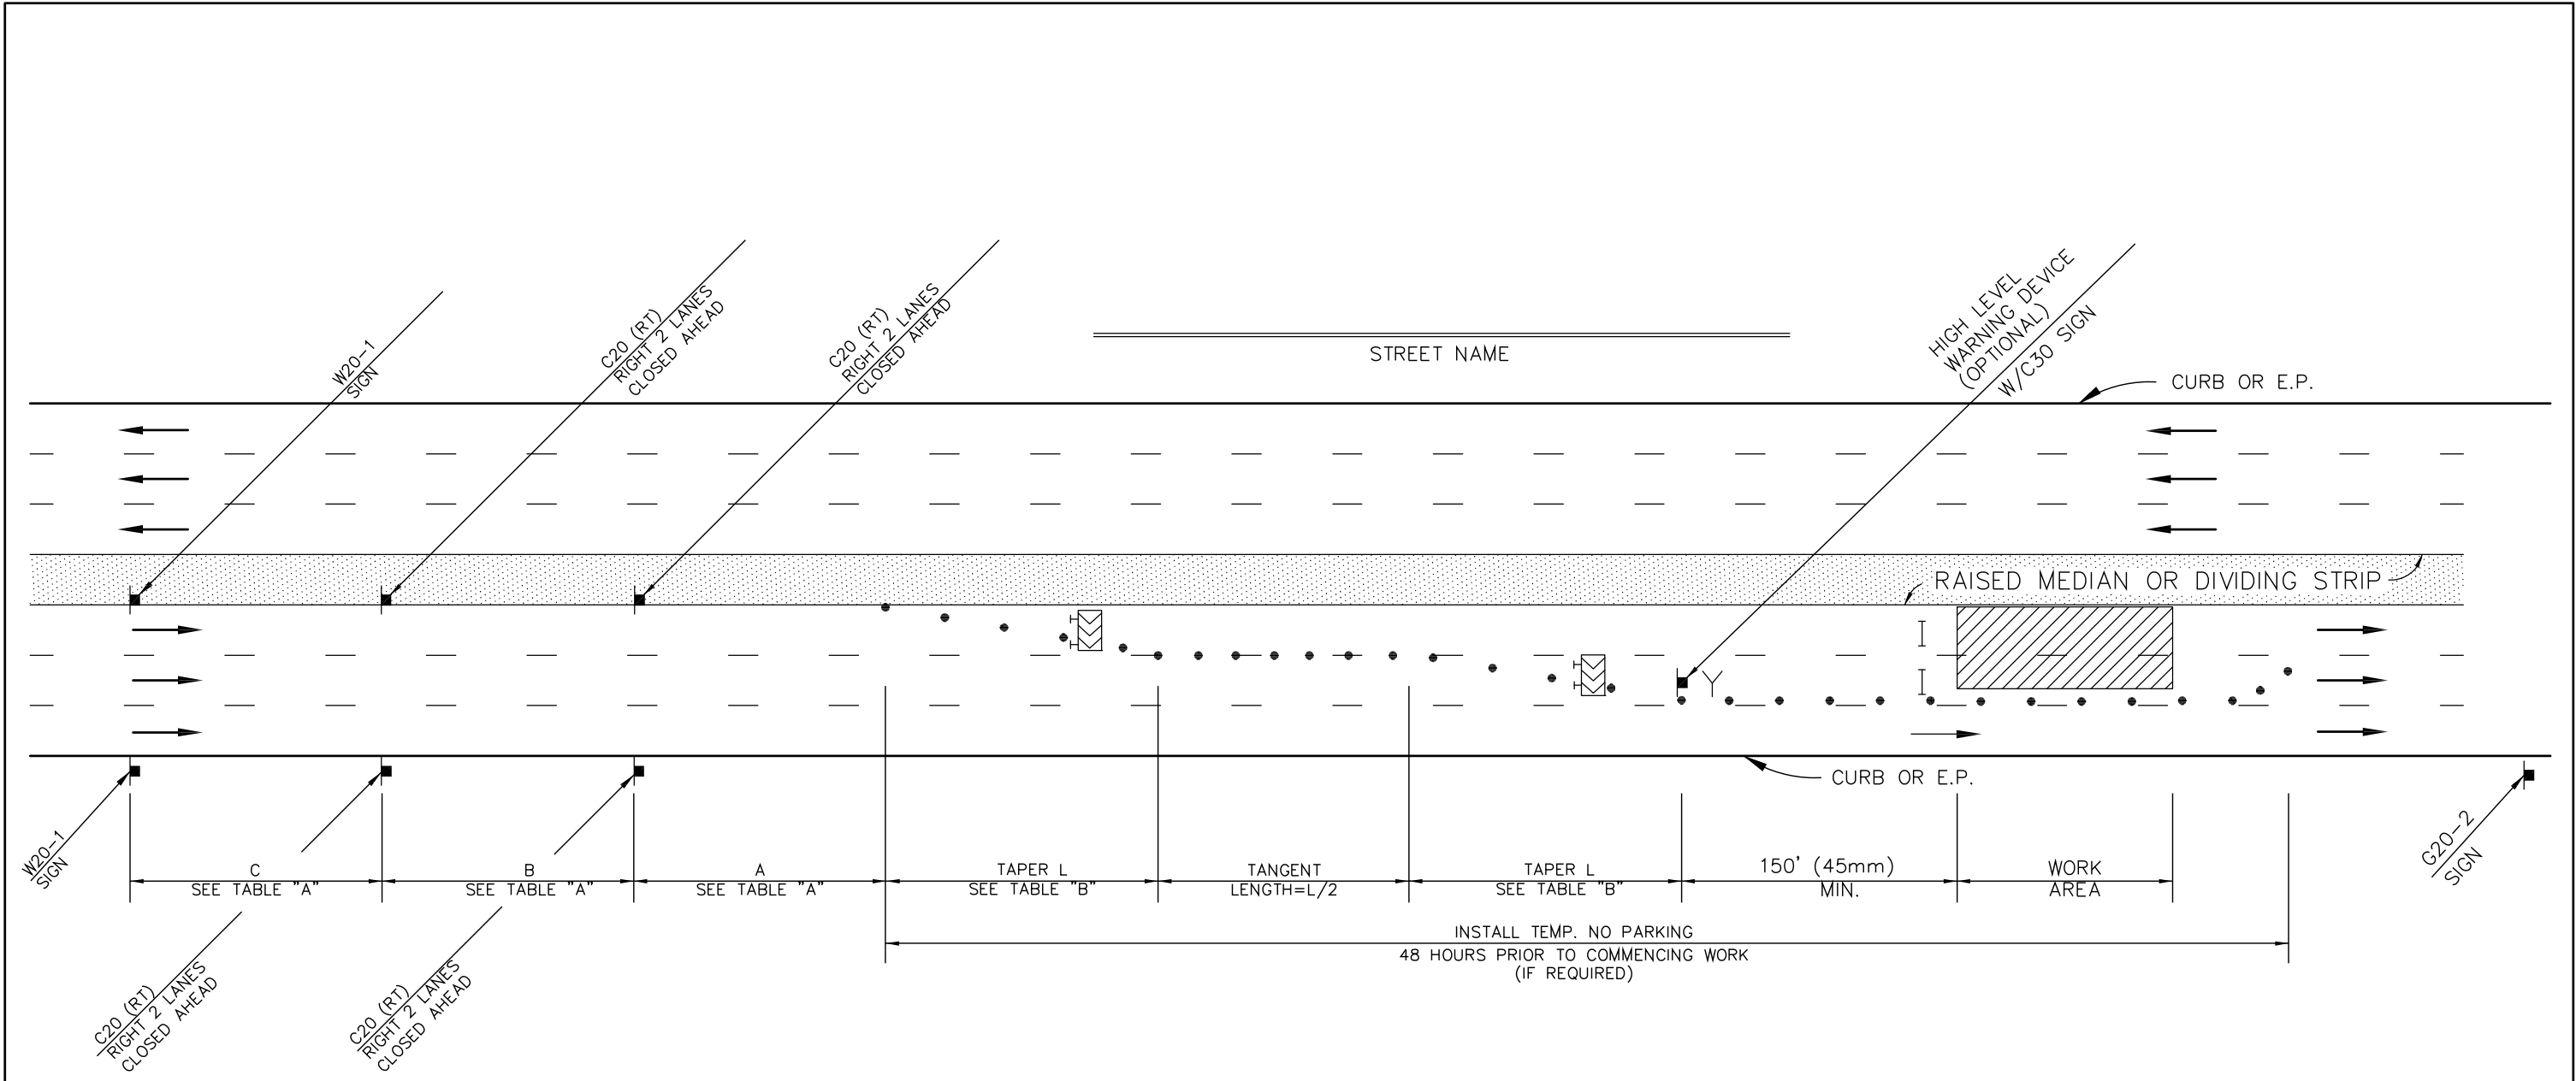 W20-1
SIGN
C20 (RT)
RIGHT 2 LANES
CLOSED AHEAD
C20 (RT)
RIGHT 2 LANES
CLOSED AHEAD
STREET NAME
HIGH LEVEL
WARNING DEVICE
(OPTIONAL)
W/C30 SIGN
CURB OR E.P.
RAISED MEDIAN OR DIVIDING STRIP
CURB OR E.P.
W20-1
SIGN
C
SEE TABLE "A"
B
SEE TABLE "A"
A
SEE TABLE "A"
TAPER L
SEE TABLE "B"
TANGENT
LENGTH=L/2
TAPER L
SEE TABLE "B"
150' (45mm)
MIN.
WORK
AREA
G20-2
SIGN
INSTALL TEMP. NO PARKING
48 HOURS PRIOR TO COMMENCING WORK
(IF REQUIRED)
C20 (RT)
RIGHT 2 LANES
CLOSED AHEAD
C20 (RT)
RIGHT 2 LANES
CLOSED AHEAD